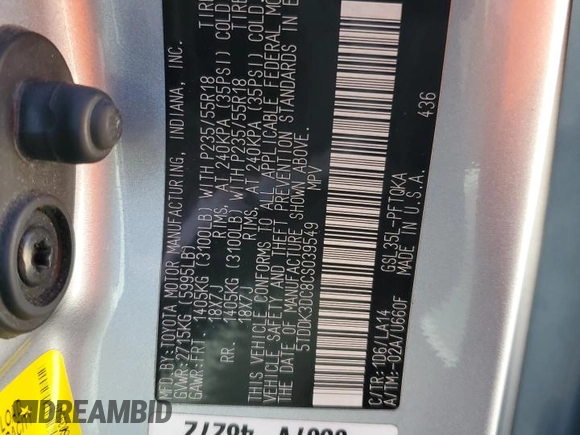 MFD.BY:TOYOTA MOTOR MANUFACTURING, INDIANA, INC.
GVWR:2715KG (5995LB)
GAWR:FRT. 1405KG (3100LB) WITH P235/55R18 TIRE
18X7J RIMS, AT 240KPA (35PSI) COLD
RR. 1405KG (3100LB) WITH P235/55R18 TIRE
18X7J RIMS, AT 240KPA (35PSI) COLD
THIS VEHICLE CONFORMS TO ALL APPLICABLE FEDERAL MO
VEHICLE SAFETY AND THEFT PREVENTION STANDARDS IN E
THE DATE OF MANUFACTURE SHOWN ABOVE.
5TDDK3DC8CS039549 MPV
436
C/TR:1D6/LA14 GSL35L-PFTQKA
A/TM:-02A/U660F MADE IN U.S.A.
DREAMBID